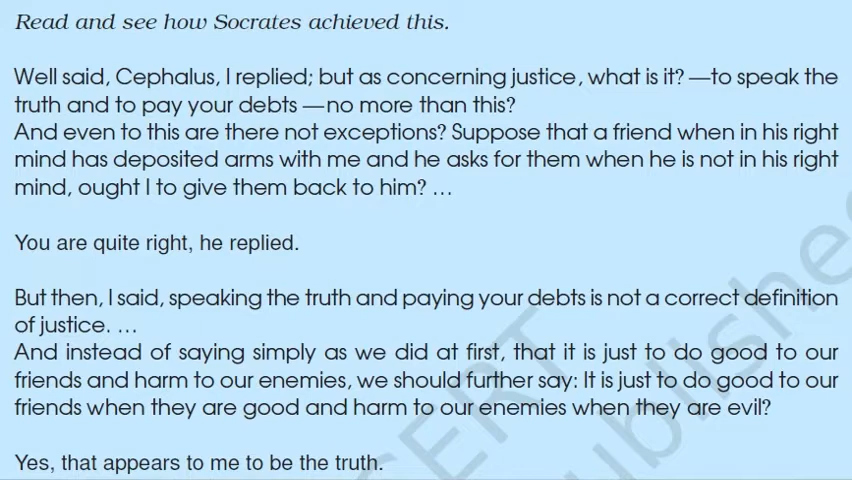 Read and see how Socrates achieved this.
Well said, Cephalus, I replied; but as concerning justice, what is it? —to speak the
truth and to pay your debts —no more than this?
And even to this are there not exceptions? Suppose that a friend when in his right
mind has deposited arms with me and he asks for them when he is not in his right
mind, ought I to give them back to him? …
You are quite right, he replied.
But then, I said, speaking the truth and paying your debts is not a correct definition
of justice. …
And instead of saying simply as we did at first, that it is just to do good to our
friends and harm to our enemies, we should further say: It is just to do good to our
friends when they are good and harm to our enemies when they are evil?
Yes, that appears to me to be the truth.